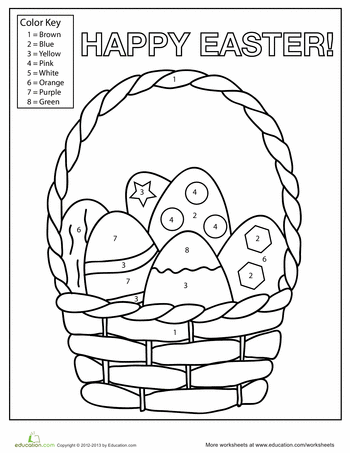 Color Key
1 = Brown
2 = Blue
3 = Yellow
4 = Pink
5 = White
6 = Orange
7 = Purple
8 = Green
HAPPY EASTER!
1
3
4
2
4
4
6
7
8
2
3
6
7
2
3
3
1
education.com Copyright © 2012-2013 by Education.com
More worksheets at www.education.com/worksheets